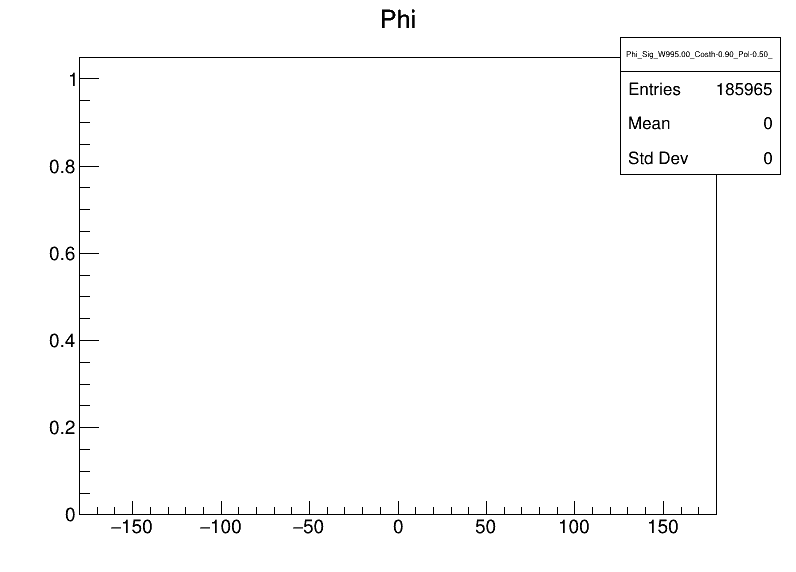 Phi
Phi_Sig_W995.00_Costh-0.90_Pol-0.50_
Entries 185965
Mean 0
Std Dev 0
1
0.8
0.6
0.4
0.2
0
−150 −100 −50 0 50 100 150